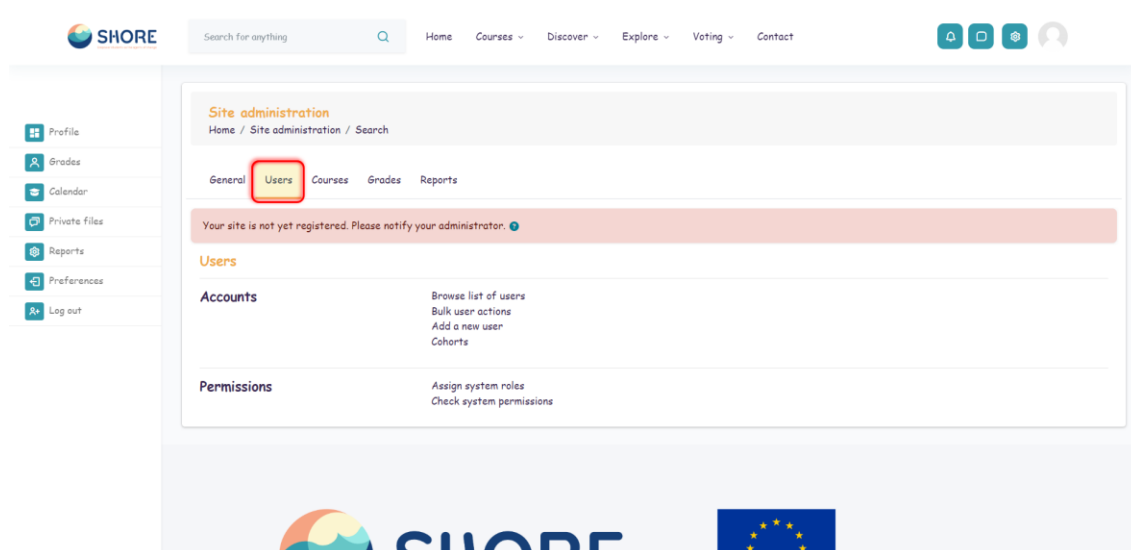 SHORE
Search for anything
Home
Courses
Discover
Explore
Voting
Contact
Profile
Grades
Calendar
Private files
Reports
Preferences
Log out
Site administration
Home / Site administration / Search
General
Users
Courses
Grades
Reports
Your site is not yet registered. Please notify your administrator.
Users
Accounts
Browse list of users
Bulk user actions
Add a new user
Cohorts
Permissions
Assign system roles
Check system permissions
SHORE